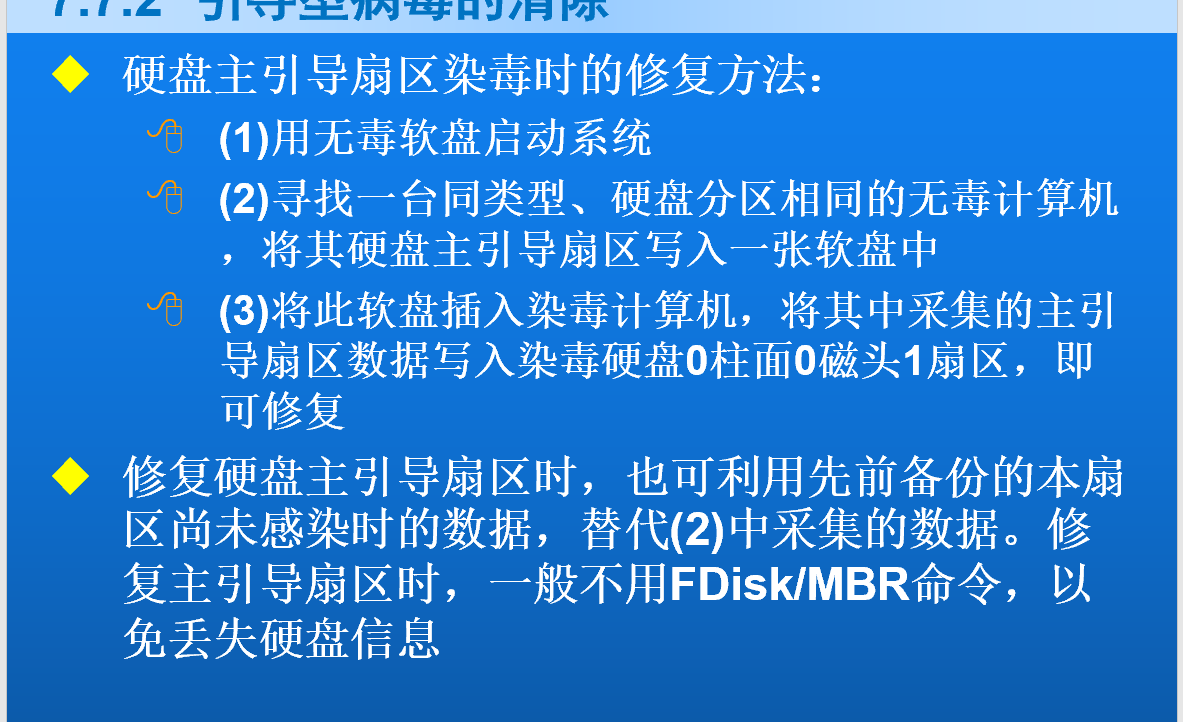 7.7.2 引导型病毒的清除
硬盘主引导扇区染毒时的修复方法：
(1)用无毒软盘启动系统
(2)寻找一台同类型、硬盘分区相同的无毒计算机
，将其硬盘主引导扇区写入一张软盘中
(3)将此软盘插入染毒计算机，将其中采集的主引
导扇区数据写入染毒硬盘0柱面0磁头1扇区，即
可修复
修复硬盘主引导扇区时，也可利用先前备份的本扇
区尚未感染时的数据，替代(2)中采集的数据。修
复主引导扇区时，一般不用FDisk/MBR命令，以
免丢失硬盘信息